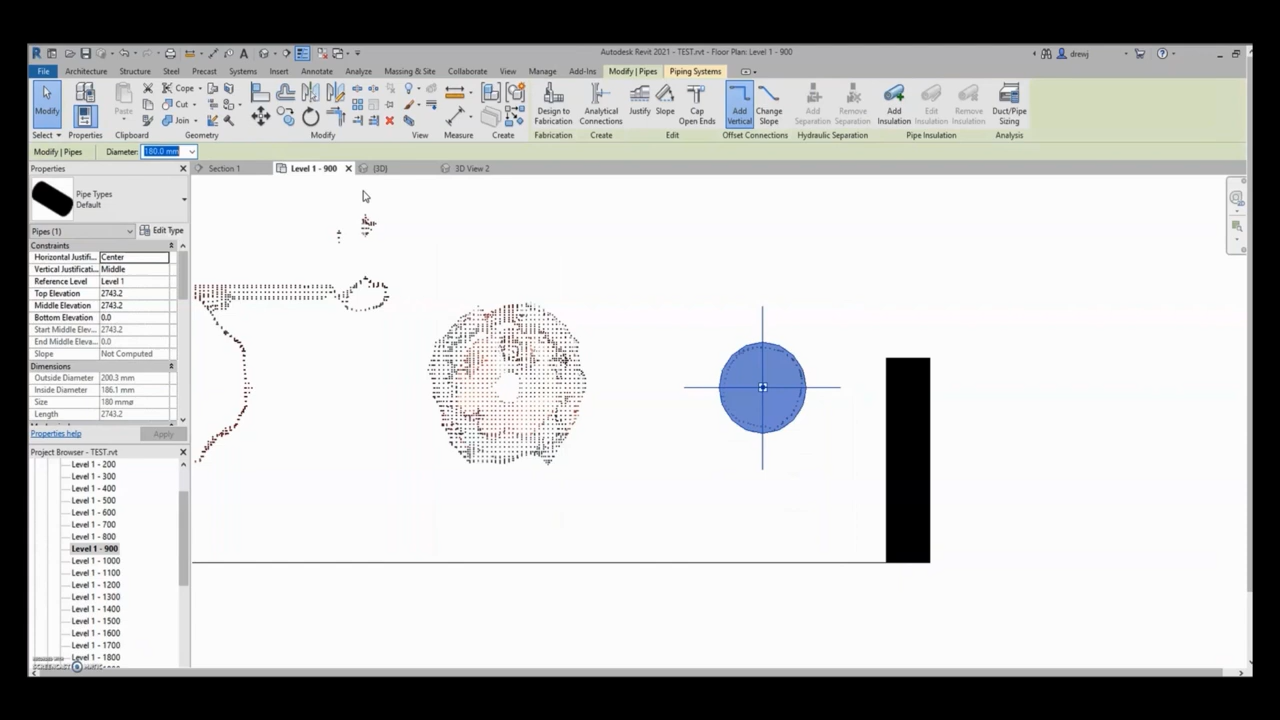 Autodesk Revit 2021 - TEST.rvt - Floor Plan: Level 1 - 900
drewj
File Architecture Structure Steel Precast Systems Insert Annotate Analyze Massing & Site Collaborate View Manage Add-Ins Modify | Pipes Piping Systems
Modify
Properties
Paste
Cope
Cut
Join
Design to Fabrication
Analytical Connections
Justify
Slope
Cap Open Ends
Add Vertical
Change Slope
Add Separation
Remove Separation
Add Insulation
Edit Insulation
Remove Insulation
Duct/Pipe Sizing
Select Properties Clipboard Geometry Modify View Measure Create Fabrication Create Edit Offset Connections Hydraulic Separation Pipe Insulation Analysis
Modify | Pipes Diameter: 180.0 mm
Properties
Section 1 Level 1 - 900 {3D} 3D View 2
Pipe Types
Default
Pipes (1) Edit Type
Constraints
Horizontal Justifi... Center
Vertical Justificati... Middle
Reference Level Level 1
Top Elevation 2743.2
Middle Elevation 2743.2
Bottom Elevation 0.0
Start Middle Elev... 2743.2
End Middle Eleva... 0.0
Slope Not Computed
Dimensions
Outside Diameter 200.3 mm
Inside Diameter 186.1 mm
Size 180 mmø
Length 2743.2
Properties help Apply
Project Browser - TEST.rvt
Level 1 - 200
Level 1 - 300
Level 1 - 400
Level 1 - 500
Level 1 - 600
Level 1 - 700
Level 1 - 800
Level 1 - 900
Level 1 - 1000
Level 1 - 1100
Level 1 - 1200
Level 1 - 1300
Level 1 - 1400
Level 1 - 1500
Level 1 - 1600
Level 1 - 1700
Level 1 - 1800
SCREENCAST MATIC